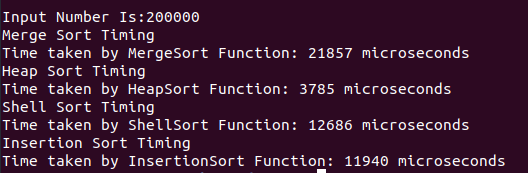 Input Number Is:200000
Merge Sort Timing
Time taken by MergeSort Function: 21857 microseconds
Heap Sort Timing
Time taken by HeapSort Function: 3785 microseconds
Shell Sort Timing
Time taken by ShellSort Function: 12686 microseconds
Insertion Sort Timing
Time taken by InsertionSort Function: 11940 microseconds